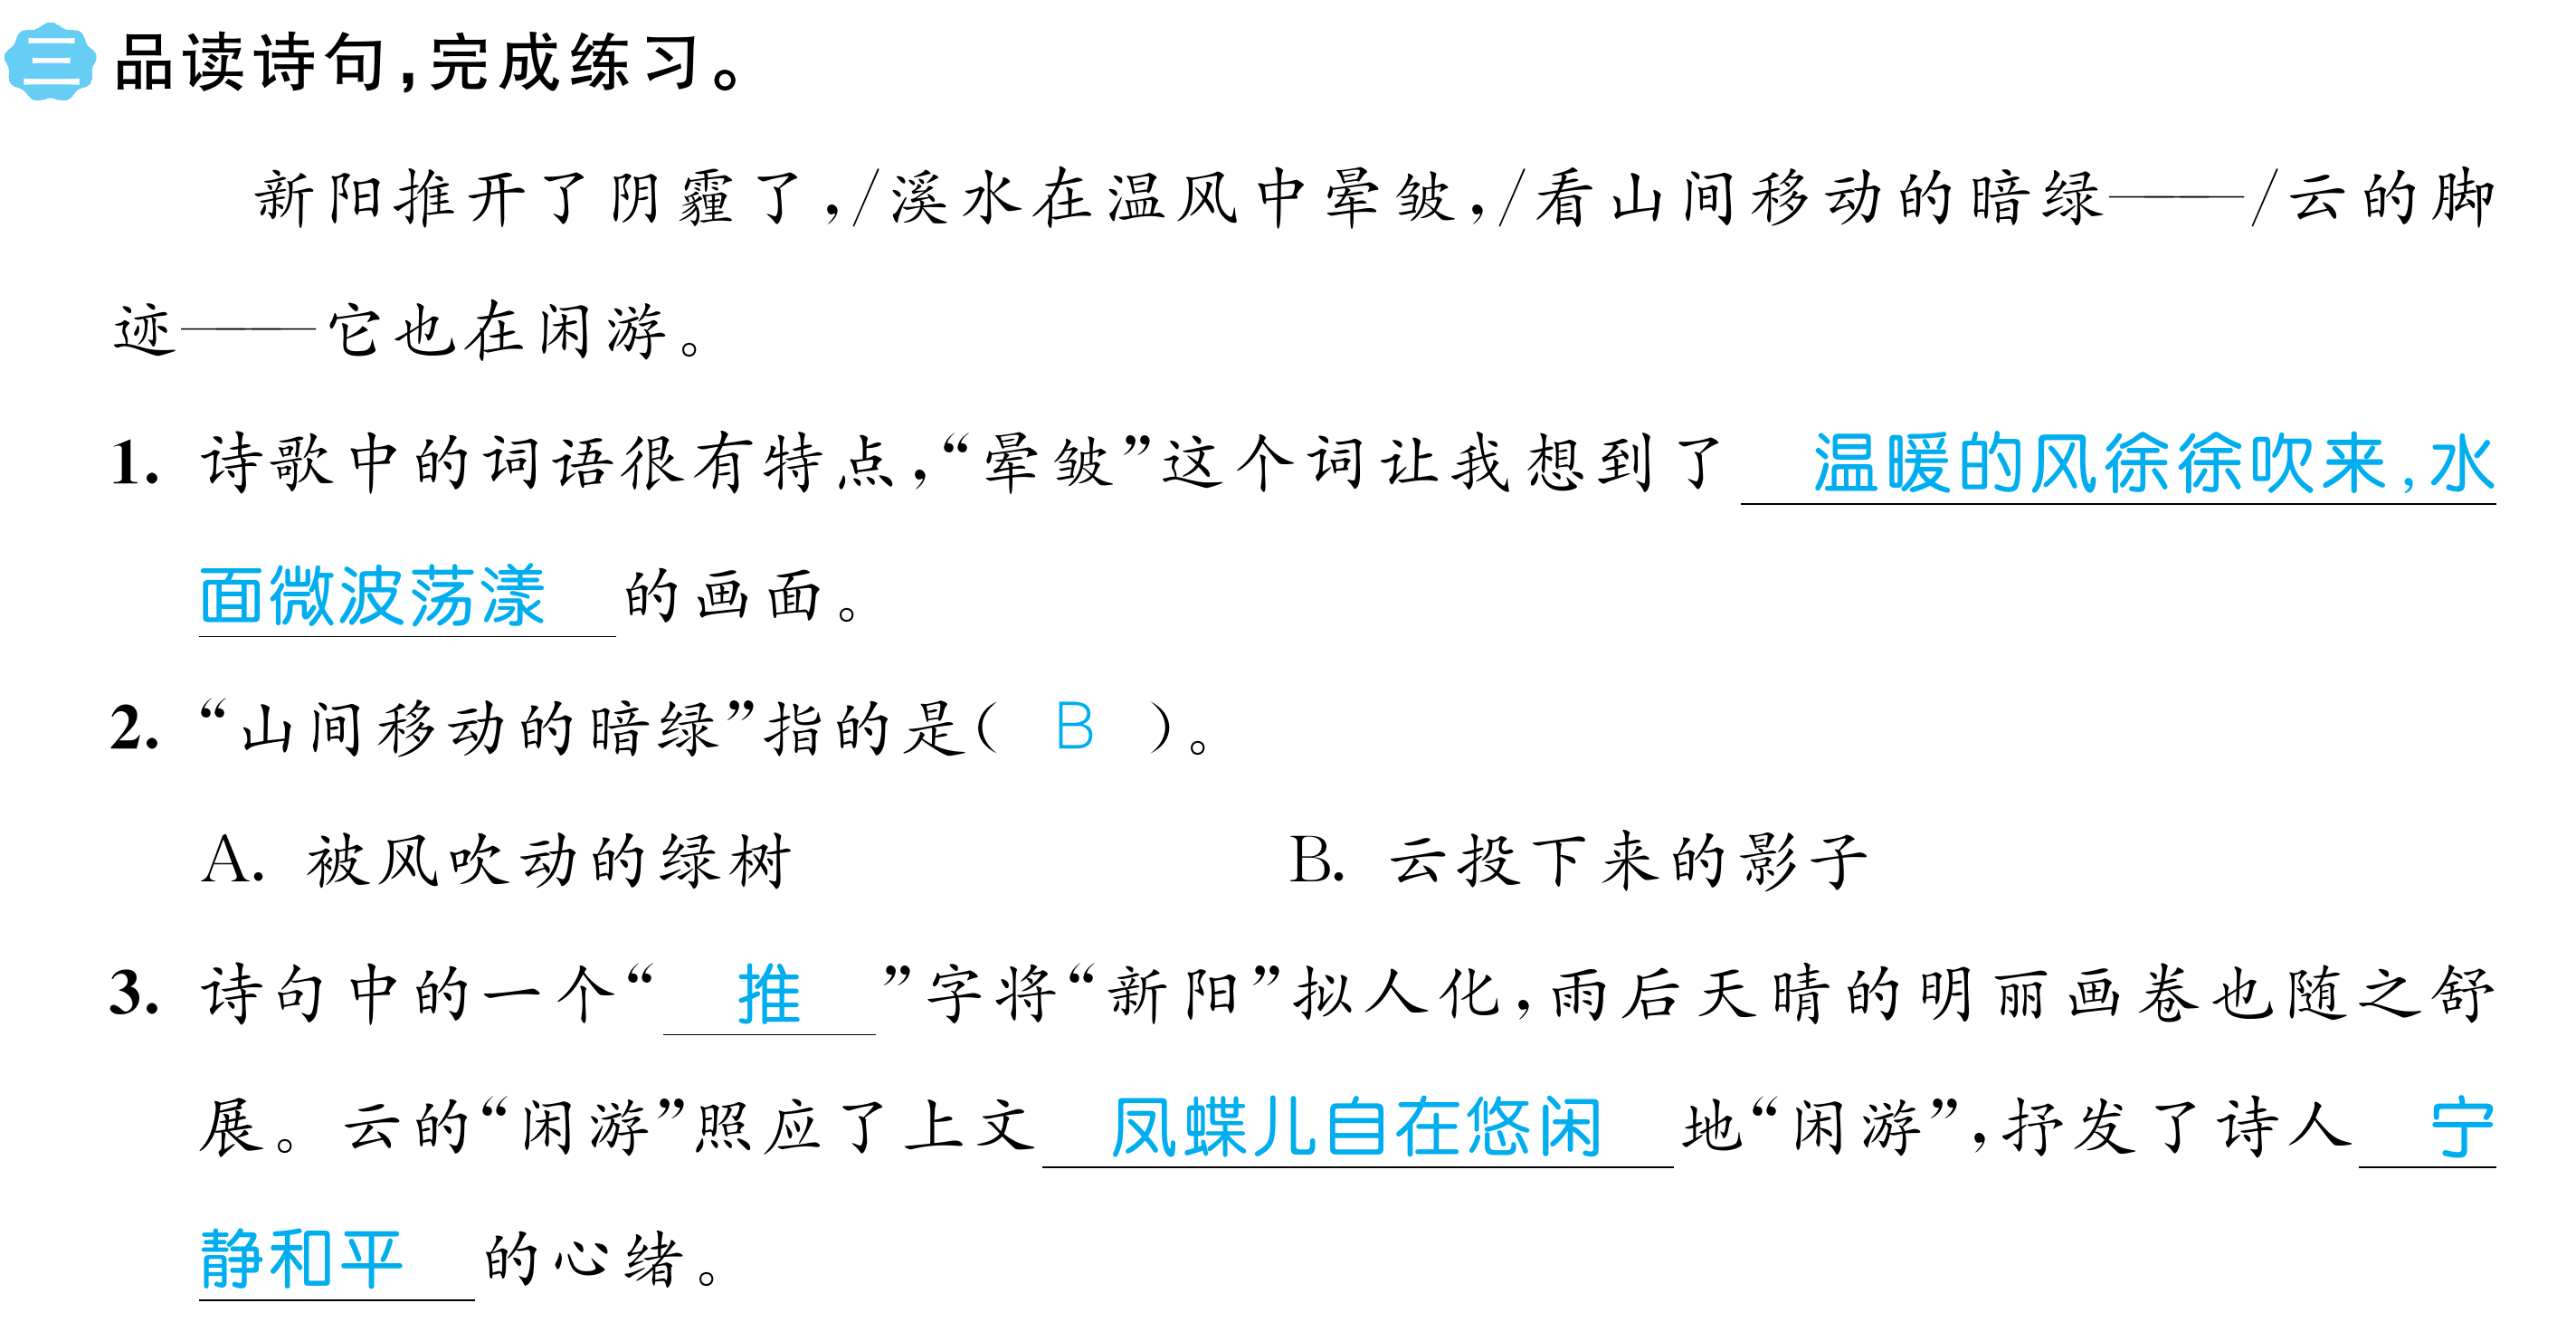 三 品读诗句,完成练习。
新阳推开了阴霾了,/溪水在温风中晕皱,/看山间移动的暗绿——/云的脚
迹——它也在闲游。
1. 诗歌中的词语很有特点,“晕皱”这个词让我想到了 温暖的风徐徐吹来,水
面微波荡漾 的画面。
2. “山间移动的暗绿”指的是( B )。
A. 被风吹动的绿树 B. 云投下来的影子
3. 诗句中的一个“ 推 ”字将“新阳”拟人化,雨后天晴的明丽画卷也随之舒
展。云的“闲游”照应了上文 凤蝶儿自在悠闲 地“闲游”,抒发了诗人 宁
静和平 的心绪。